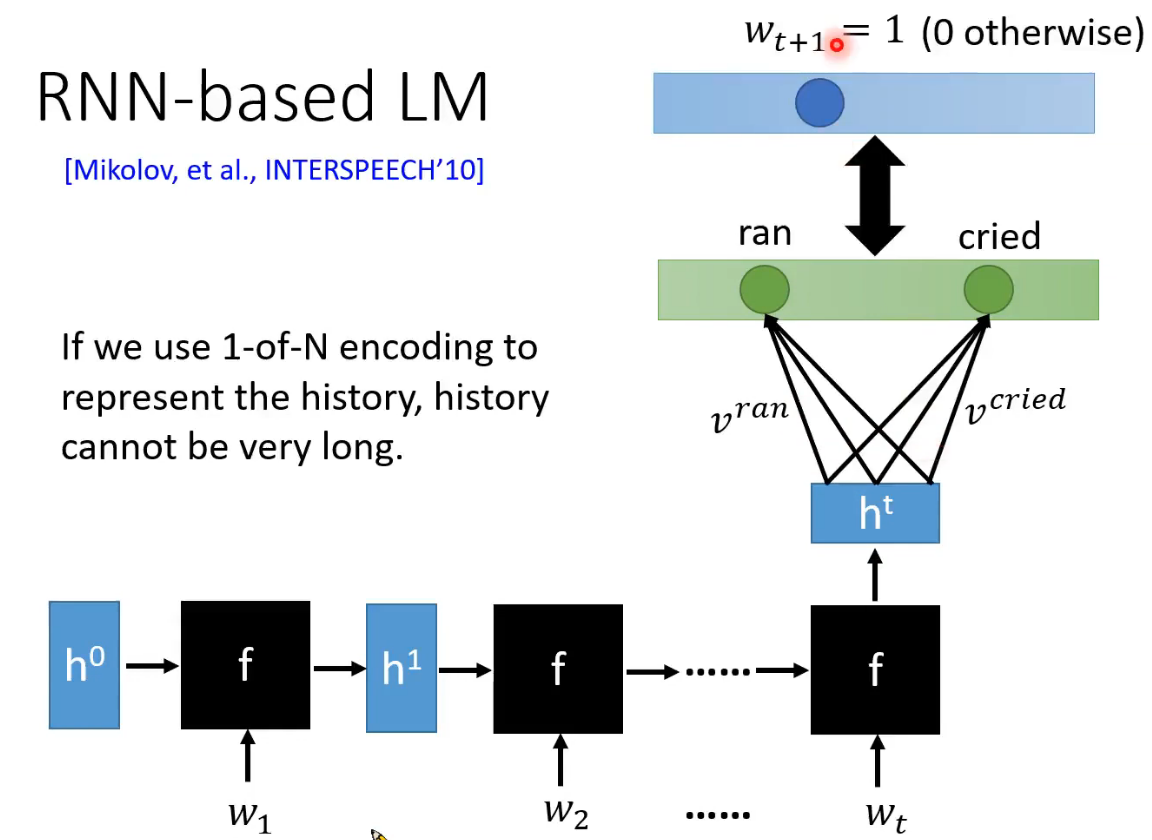 w_{t+1} = 1 (0 otherwise)
RNN-based LM
[Mikolov, et al., INTERSPEECH'10]
ran
cried
If we use 1-of-N encoding to
represent the history, history
cannot be very long.
v^{ran}
v^{cried}
h^t
h^0
f
h^1
f
......
f
w_1
w_2
......
w_t